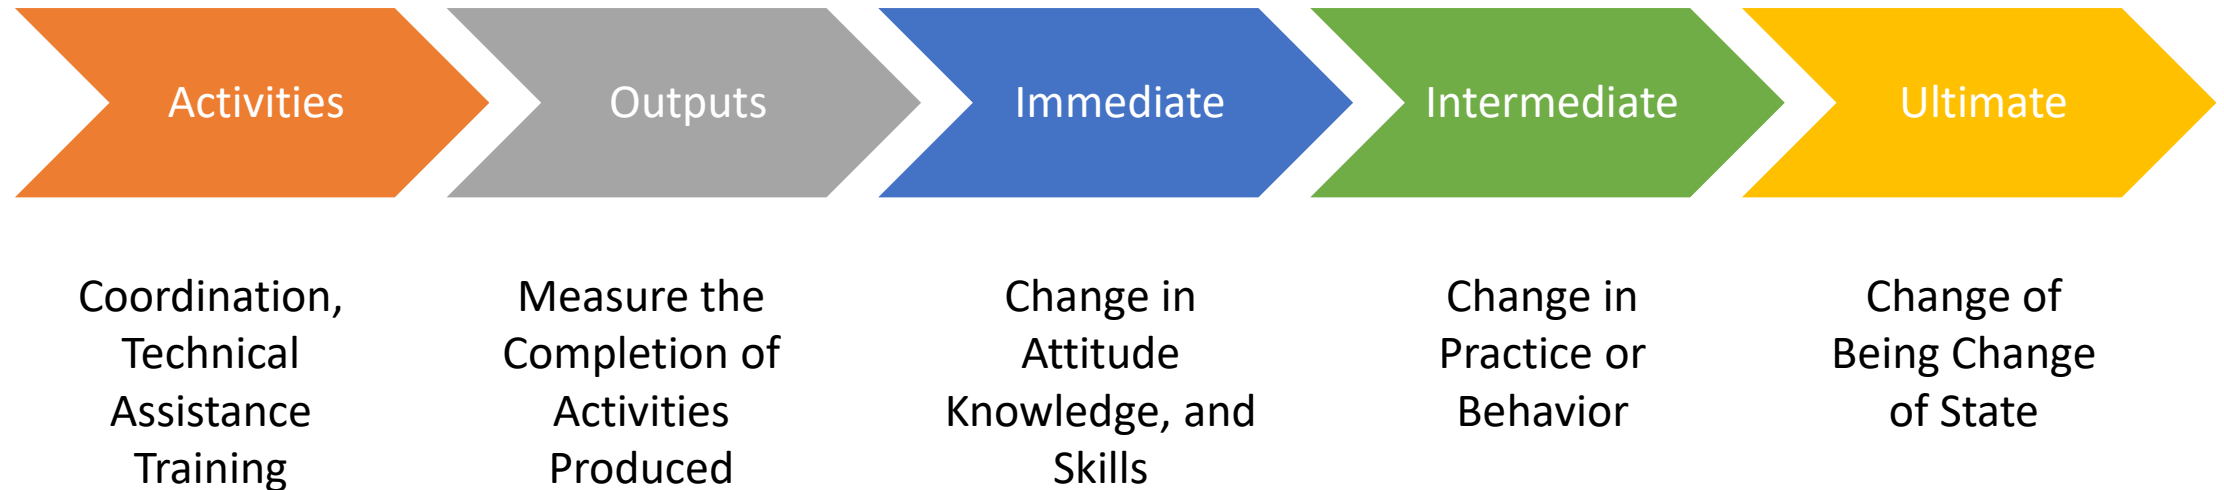 Activities
Outputs
Immediate
Intermediate
Ultimate
Coordination,
Technical
Assistance
Training
Measure the
Completion of
Activities
Produced
Change in
Attitude
Knowledge, and
Skills
Change in
Practice or
Behavior
Change of
Being Change
of State